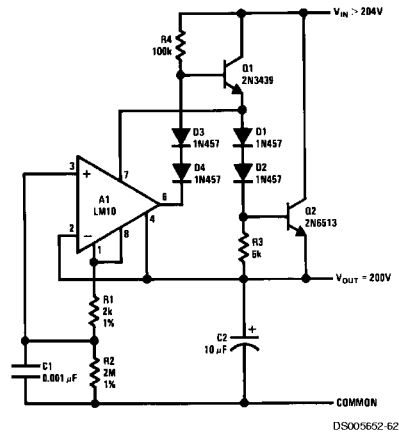 VIN > 204V
R4
100k
Q1
2N3439
D3
1N457
D1
1N457
3
7
D4
1N457
D2
1N457
A1
LM10
6
2
1
8
4
Q2
2N6513
R3
5k
VOUT = 200V
R1
2k
1%
C2
10 µF
+
C1
0.001 µF
R2
2M
1%
COMMON
DS005652-62